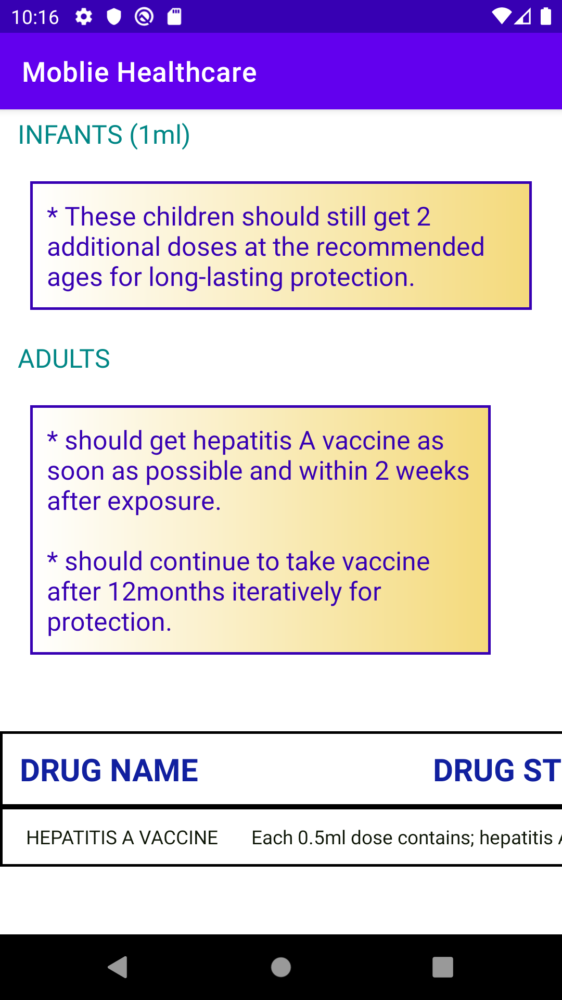 10:16
Moblie Healthcare
INFANTS (1ml)
* These children should still get 2
additional doses at the recommended
ages for long-lasting protection.
ADULTS
* should get hepatitis A vaccine as
soon as possible and within 2 weeks
after exposure.
* should continue to take vaccine
after 12months iteratively for
protection.
DRUG NAME DRUG ST
HEPATITIS A VACCINE Each 0.5ml dose contains; hepatitis A